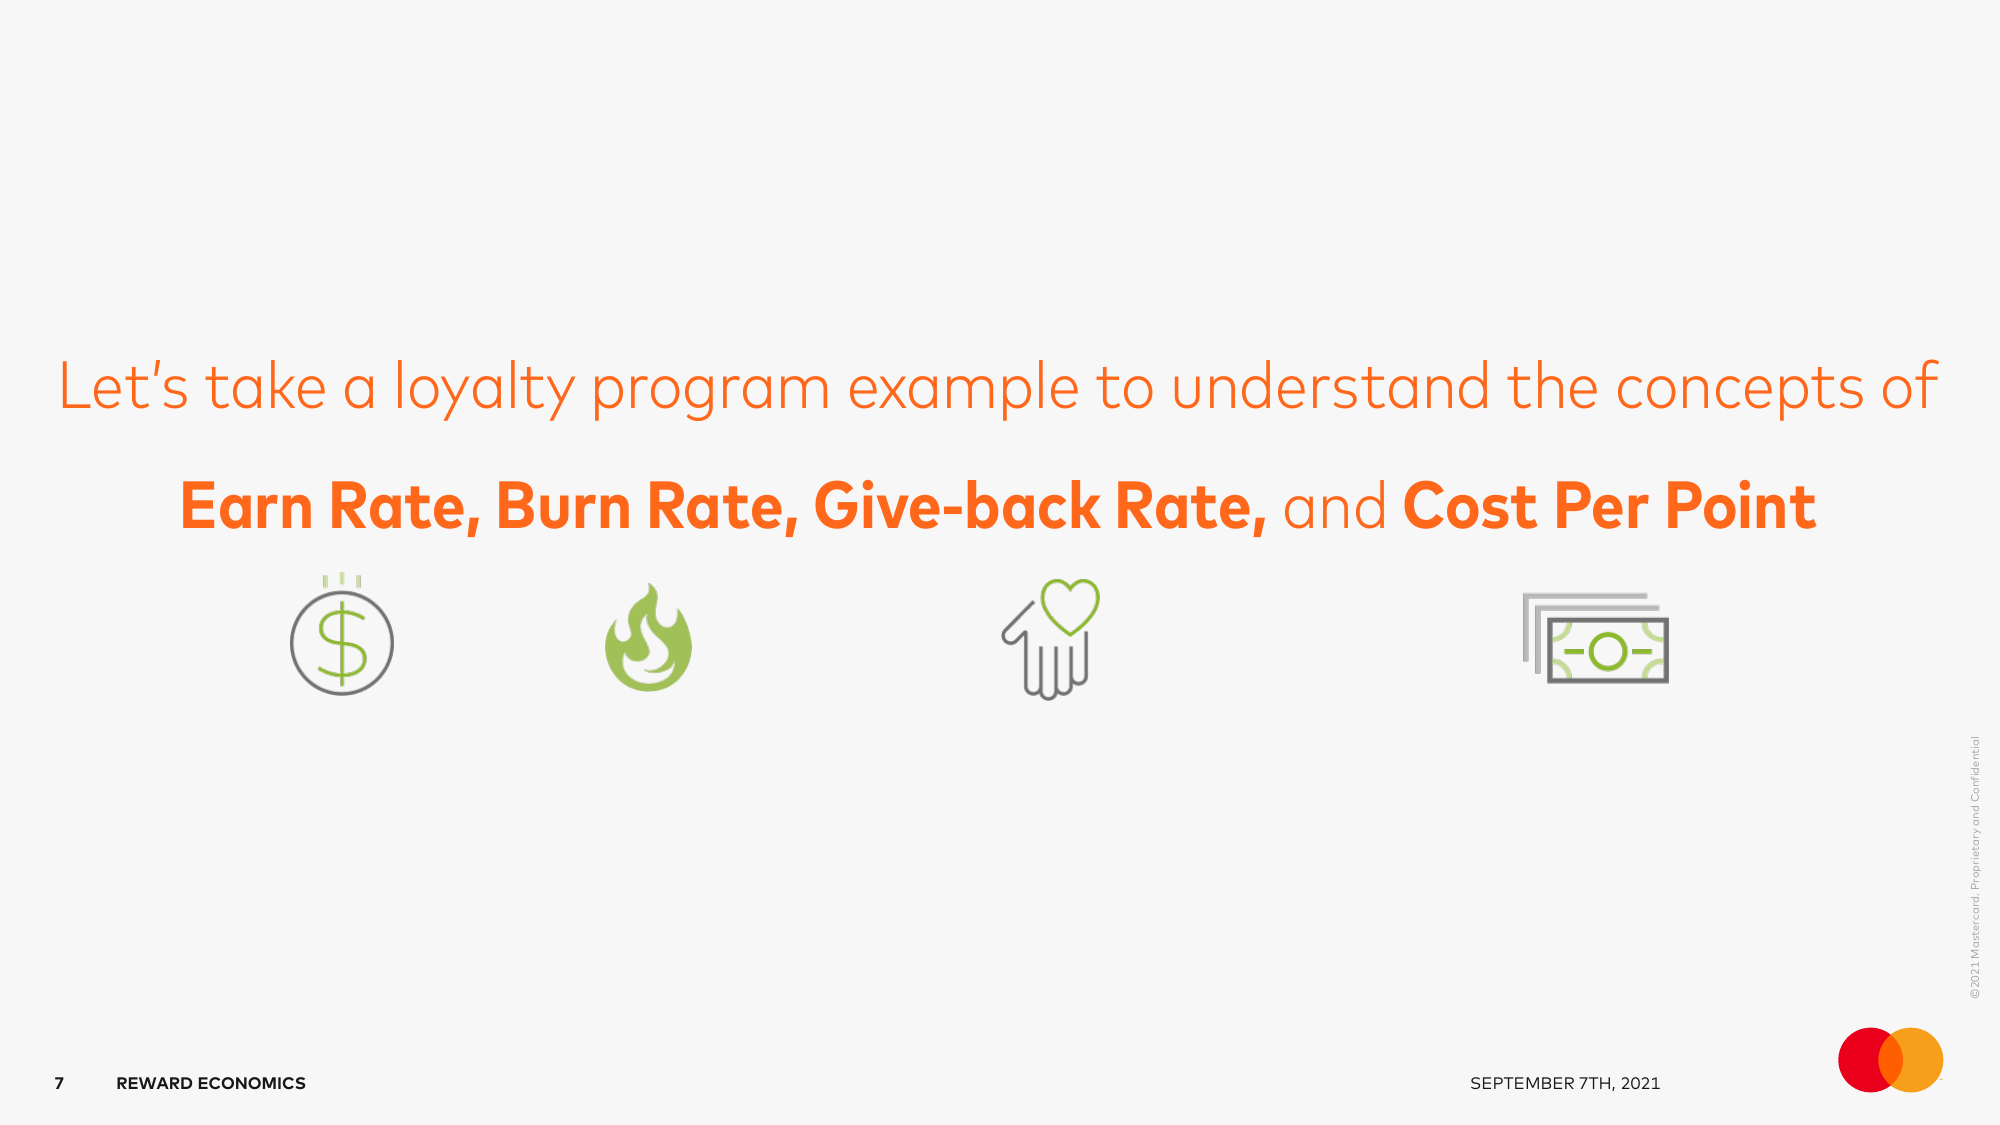 Let’s take a loyalty program example to understand the concepts of
Earn Rate, Burn Rate, Give-back Rate, and Cost Per Point
©2021 Mastercard. Proprietary and Confidential
7 REWARD ECONOMICS SEPTEMBER 7TH, 2021